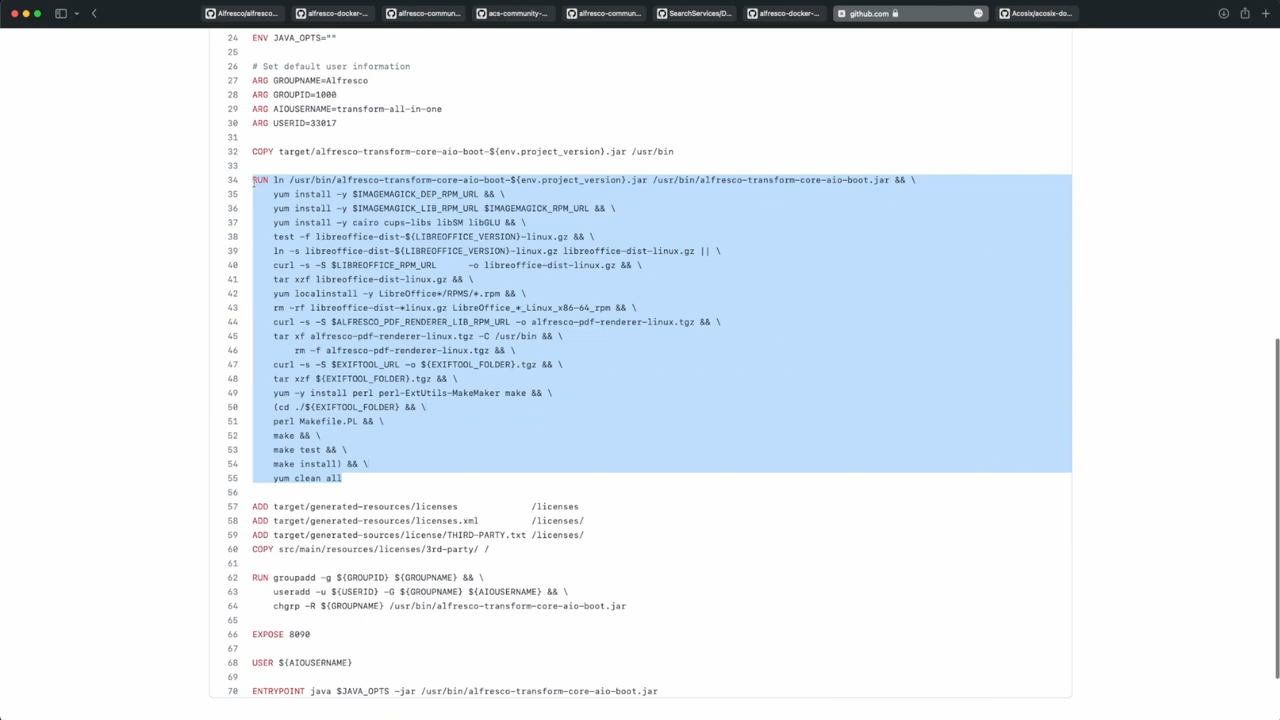 Alfresco/alfresco...
alfresco-docker-...
alfresco-commun...
acs-community-...
alfresco-commun...
SearchServices/D...
alfresco-docker-...
github.com
Acosix/acosix-do...
24 ENV JAVA_OPTS=""
25
26 # Set default user information
27 ARG GROUPNAME=Alfresco
28 ARG GROUPID=1000
29 ARG AIOUSERNAME=transform-all-in-one
30 ARG USERID=33017
31
32 COPY target/alfresco-transform-core-aio-boot-${env.project_version}.jar /usr/bin
33
34 RUN ln /usr/bin/alfresco-transform-core-aio-boot-${env.project_version}.jar /usr/bin/alfresco-transform-core-aio-boot.jar && \
35 yum install -y $IMAGEMAGICK_DEP_RPM_URL && \
36 yum install -y $IMAGEMAGICK_LIB_RPM_URL $IMAGEMAGICK_RPM_URL && \
37 yum install -y cairo cups-libs libSM libGLU && \
38 test -f libreoffice-dist-${LIBREOFFICE_VERSION}-linux.gz && \
39 ln -s libreoffice-dist-${LIBREOFFICE_VERSION}-linux.gz libreoffice-dist-linux.gz || \
40 curl -s -S $LIBREOFFICE_RPM_URL -o libreoffice-dist-linux.gz && \
41 tar xzf libreoffice-dist-linux.gz && \
42 yum localinstall -y LibreOffice*/RPMS/*.rpm && \
43 rm -rf libreoffice-dist-*linux.gz LibreOffice_*_Linux_x86-64_rpm && \
44 curl -s -S $ALFRESCO_PDF_RENDERER_LIB_RPM_URL -o alfresco-pdf-renderer-linux.tgz && \
45 tar xf alfresco-pdf-renderer-linux.tgz -C /usr/bin && \
46 rm -f alfresco-pdf-renderer-linux.tgz && \
47 curl -s -S $EXIFTOOL_URL -o ${EXIFTOOL_FOLDER}.tgz && \
48 tar xzf ${EXIFTOOL_FOLDER}.tgz && \
49 yum -y install perl perl-ExtUtils-MakeMaker make && \
50 (cd ./${EXIFTOOL_FOLDER} && \
51 perl Makefile.PL && \
52 make && \
53 make test && \
54 make install) && \
55 yum clean all
56
57 ADD target/generated-resources/licenses /licenses
58 ADD target/generated-resources/licenses.xml /licenses/
59 ADD target/generated-sources/license/THIRD-PARTY.txt /licenses/
60 COPY src/main/resources/licenses/3rd-party/ /
61
62 RUN groupadd -g ${GROUPID} ${GROUPNAME} && \
63 useradd -u ${USERID} -G ${GROUPNAME} ${AIOUSERNAME} && \
64 chgrp -R ${GROUPNAME} /usr/bin/alfresco-transform-core-aio-boot.jar
65
66 EXPOSE 8090
67
68 USER ${AIOUSERNAME}
69
70 ENTRYPOINT java $JAVA_OPTS -jar /usr/bin/alfresco-transform-core-aio-boot.jar